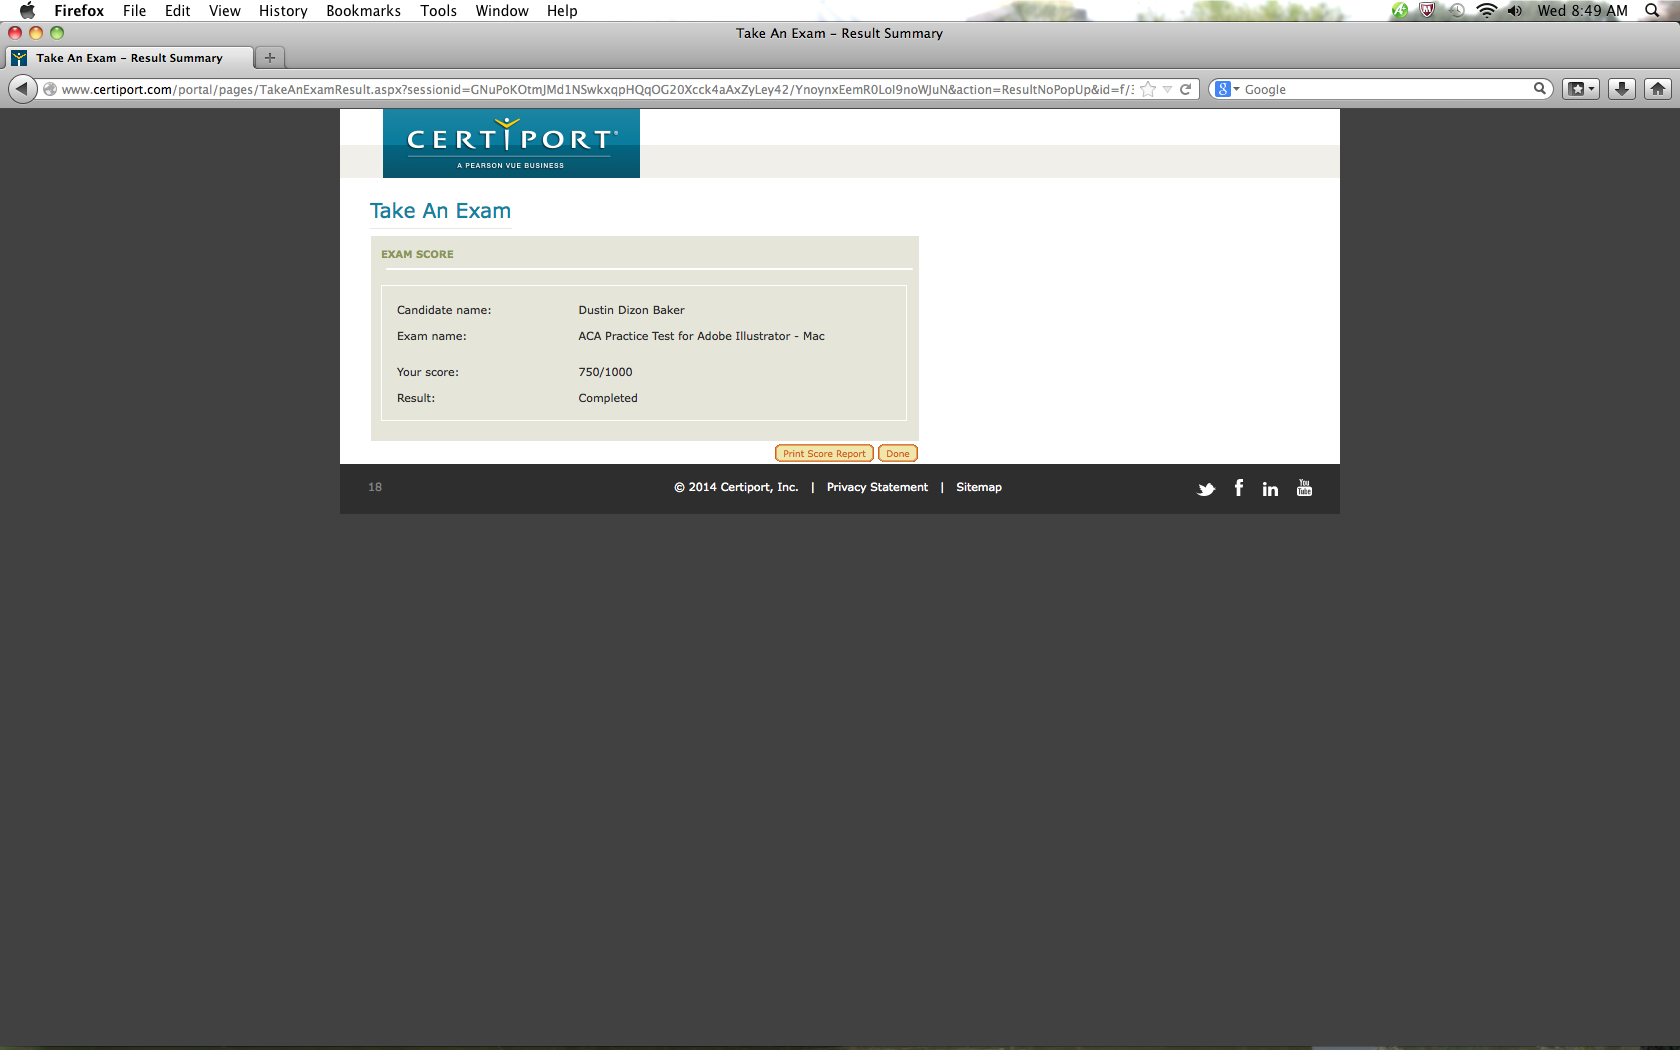 Firefox File Edit View History Bookmarks Tools Window Help Wed 8:49 AM
Take An Exam – Result Summary
Take An Exam – Result Summary
www.certiport.com/portal/pages/TakeAnExamResult.aspx?sessionid=GNuPoKOtmJMd1NSwkxqpHQqOG20Xcck4aAxZyLey42/YnoynxEemR0LoI9noWJuN&action=ResultNoPopUp&id=f/ Google
CERTIPORT®
A PEARSON VUE BUSINESS
Take An Exam
EXAM SCORE
Candidate name: Dustin Dizon Baker
Exam name: ACA Practice Test for Adobe Illustrator - Mac
Your score: 750/1000
Result: Completed
Print Score Report Done
18 © 2014 Certiport, Inc. | Privacy Statement | Sitemap f in You Tube